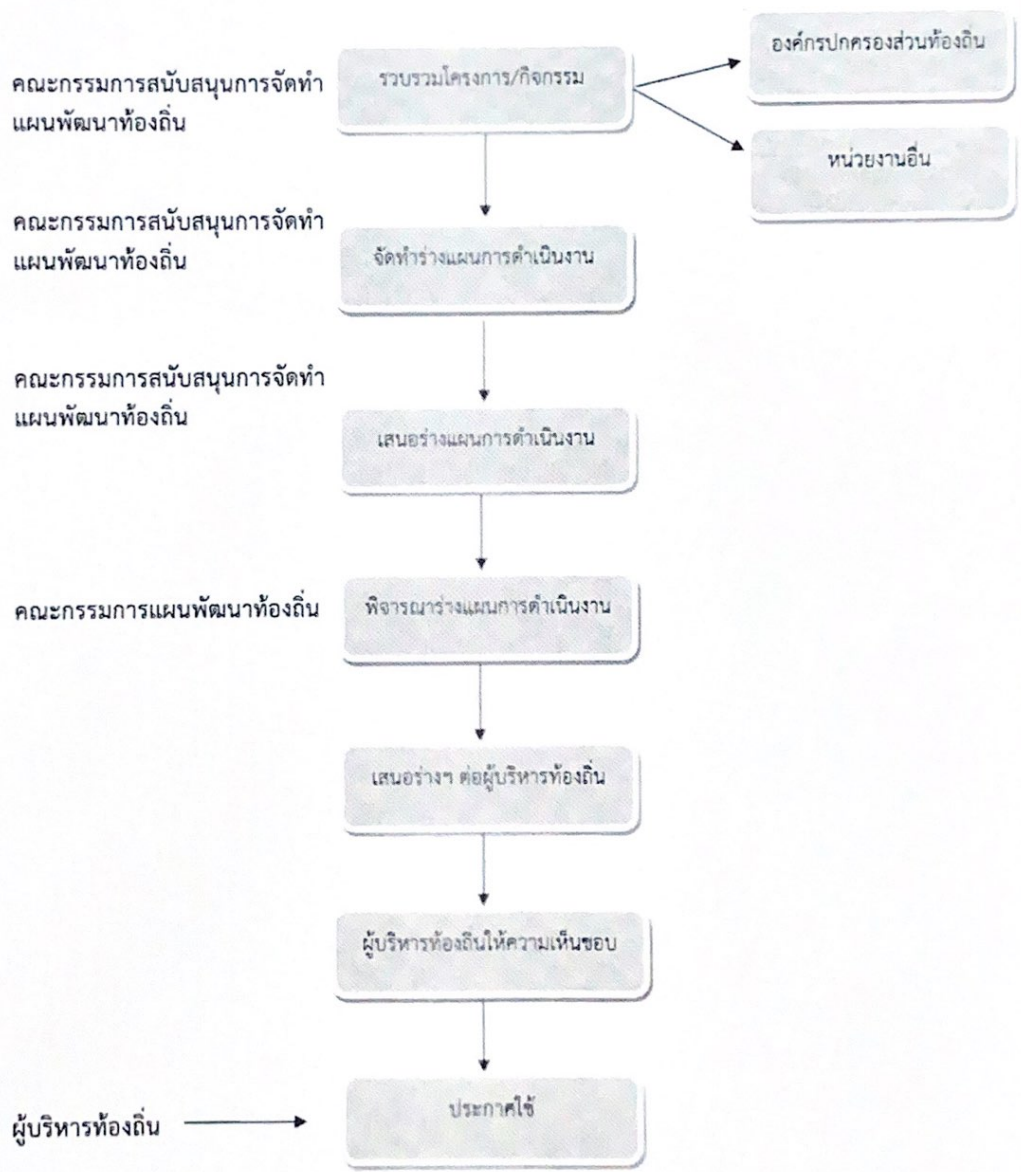 องค์กรปกครองส่วนท้องถิ่น
คณะกรรมการสนับสนุนการจัดทำ
แผนพัฒนาท้องถิ่น
รวบรวมโครงการ/กิจกรรม
หน่วยงานอื่น
คณะกรรมการสนับสนุนการจัดทำ
แผนพัฒนาท้องถิ่น
จัดทำร่างแผนการดำเนินงาน
คณะกรรมการสนับสนุนการจัดทำ
แผนพัฒนาท้องถิ่น
เสนอร่างแผนการดำเนินงาน
คณะกรรมการแผนพัฒนาท้องถิ่น
พิจารณาร่างแผนการดำเนินงาน
เสนอร่างฯ ต่อผู้บริหารท้องถิ่น
ผู้บริหารท้องถิ่นให้ความเห็นชอบ
ผู้บริหารท้องถิ่น
ประกาศใช้